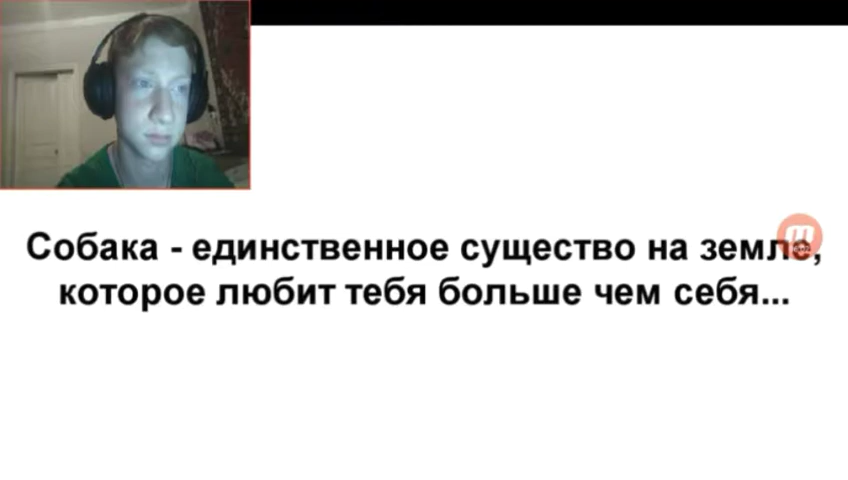 Собака - единственное существо на земле,
которое любит тебя больше чем себя...